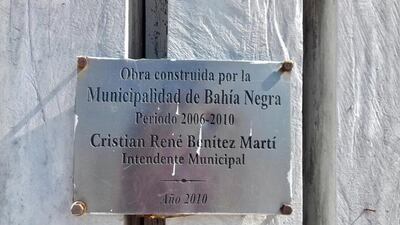 Obra construida por la
Municipalidad de Bahía Negra
Periodo 2006-2010
Cristian René Benítez Martí
Intendente Municipal
Año 2010